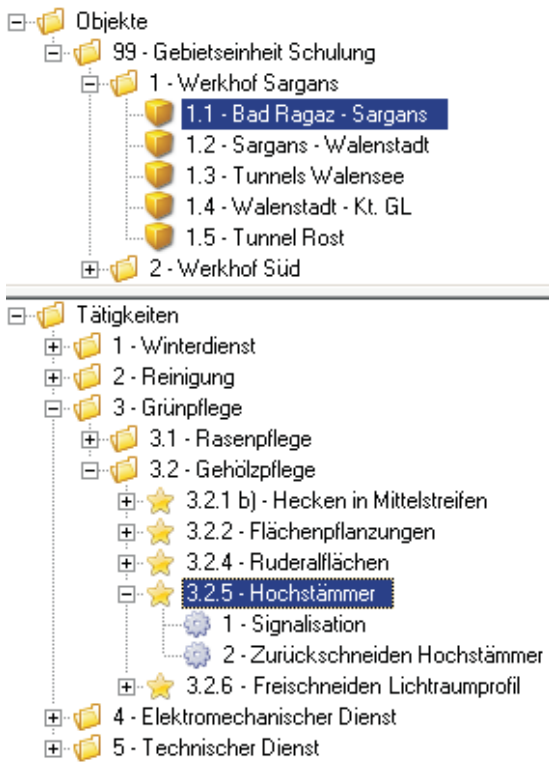 Objekte
99 - Gebietseinheit Schulung
1 - Werkhof Sargans
1.1 - Bad Ragaz - Sargans
1.2 - Sargans - Walenstadt
1.3 - Tunnels Walensee
1.4 - Walenstadt - Kt. GL
1.5 - Tunnel Rost
2 - Werkhof Süd
Tätigkeiten
1 - Winterdienst
2 - Reinigung
3 - Grünpflege
3.1 - Rasenpflege
3.2 - Gehölzpflege
3.2.1 b) - Hecken in Mittelstreifen
3.2.2 - Flächenpflanzungen
3.2.4 - Ruderalflächen
3.2.5 - Hochstämmer
1 - Signalisation
2 - Zurückschneiden Hochstämmer
3.2.6 - Freischneiden Lichtraumprofil
4 - Elektromechanischer Dienst
5 - Technischer Dienst